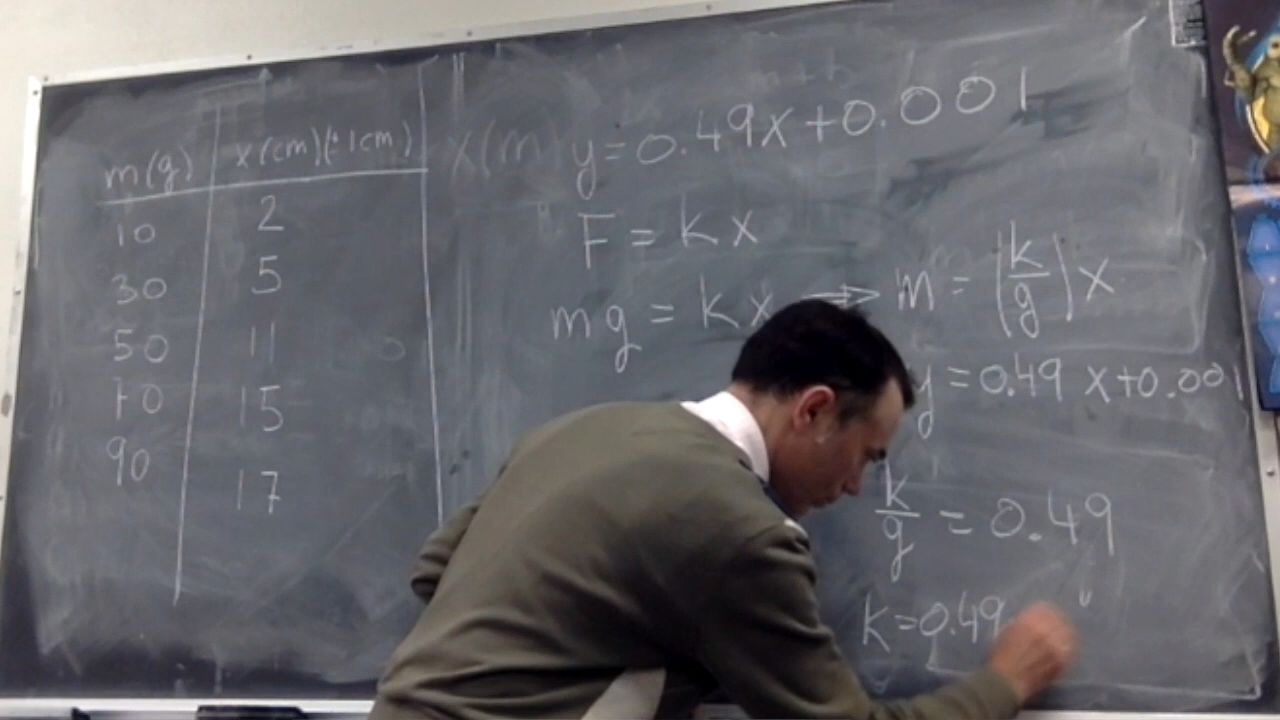 m(g) x(cm)(±1cm) x(m)
10 2
30 5
50 11
70 15
90 17
y=0.49x+0.001
F = kx
mg = kx ⇒ m = (k/g)x
y=0.49x+0.001
k/g = 0.49
k=0.49